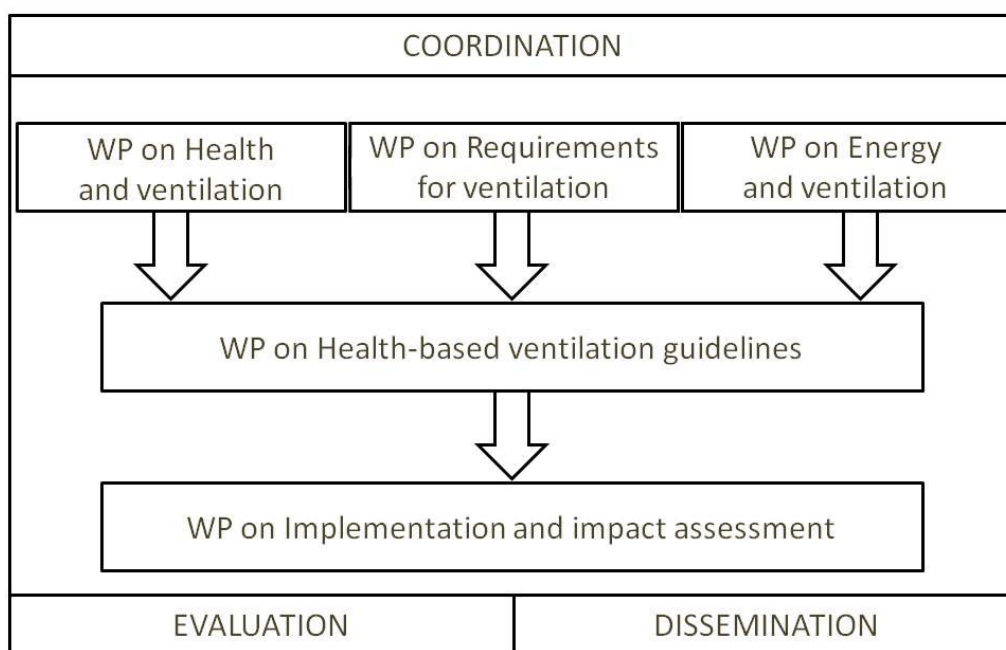 COORDINATION
WP on Health
and ventilation
WP on Requirements
for ventilation
WP on Energy
and ventilation
WP on Health-based ventilation guidelines
WP on Implementation and impact assessment
EVALUATION
DISSEMINATION